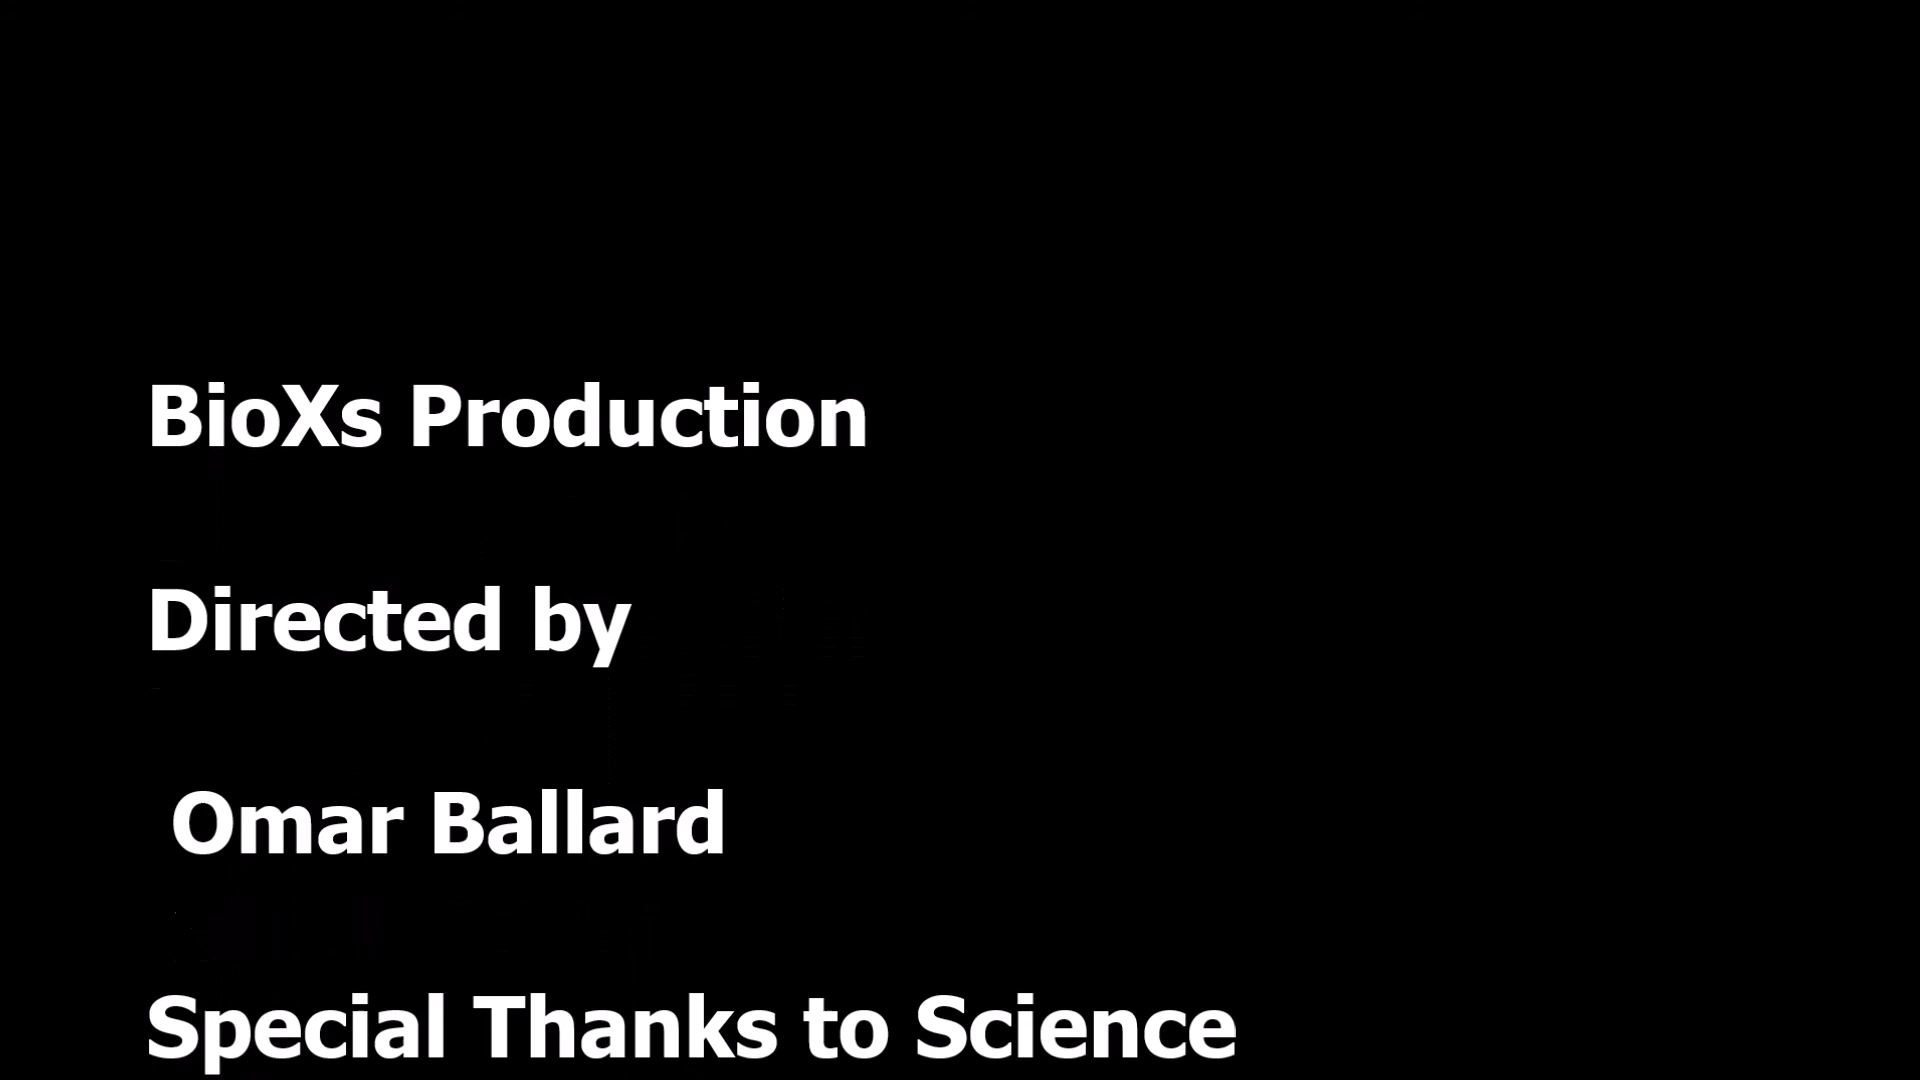 BioXs Production
Directed by
Omar Ballard
Special Thanks to Science